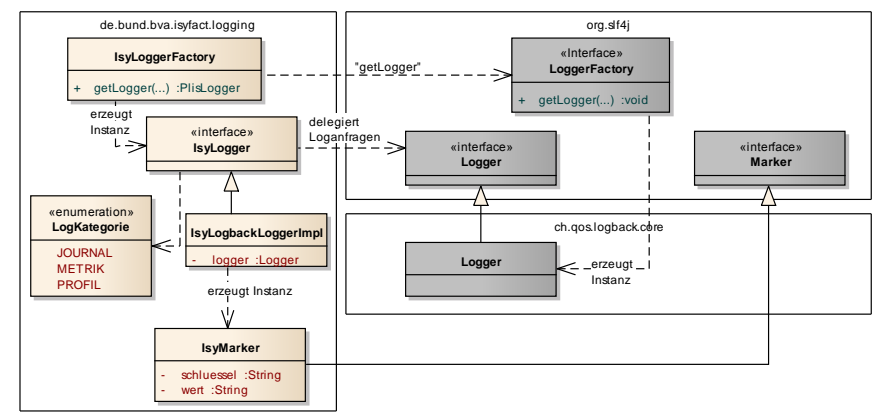 de.bund.bva.isyfact.logging
IsyLoggerFactory
+ getLogger(...) :PlisLogger
erzeugt
Instanz
«interface»
IsyLogger
«enumeration»
LogKategorie
JOURNAL
METRIK
PROFIL
IsyLogbackLoggerImpl
- logger :Logger
erzeugt Instanz
IsyMarker
- schluessel :String
- wert :String
"getLogger"
delegiert
Loganfragen
org.slf4j
«Interface»
LoggerFactory
+ getLogger(...) :void
«interface»
Logger
«interface»
Marker
ch.qos.logback.core
Logger
erzeugt
Instanz